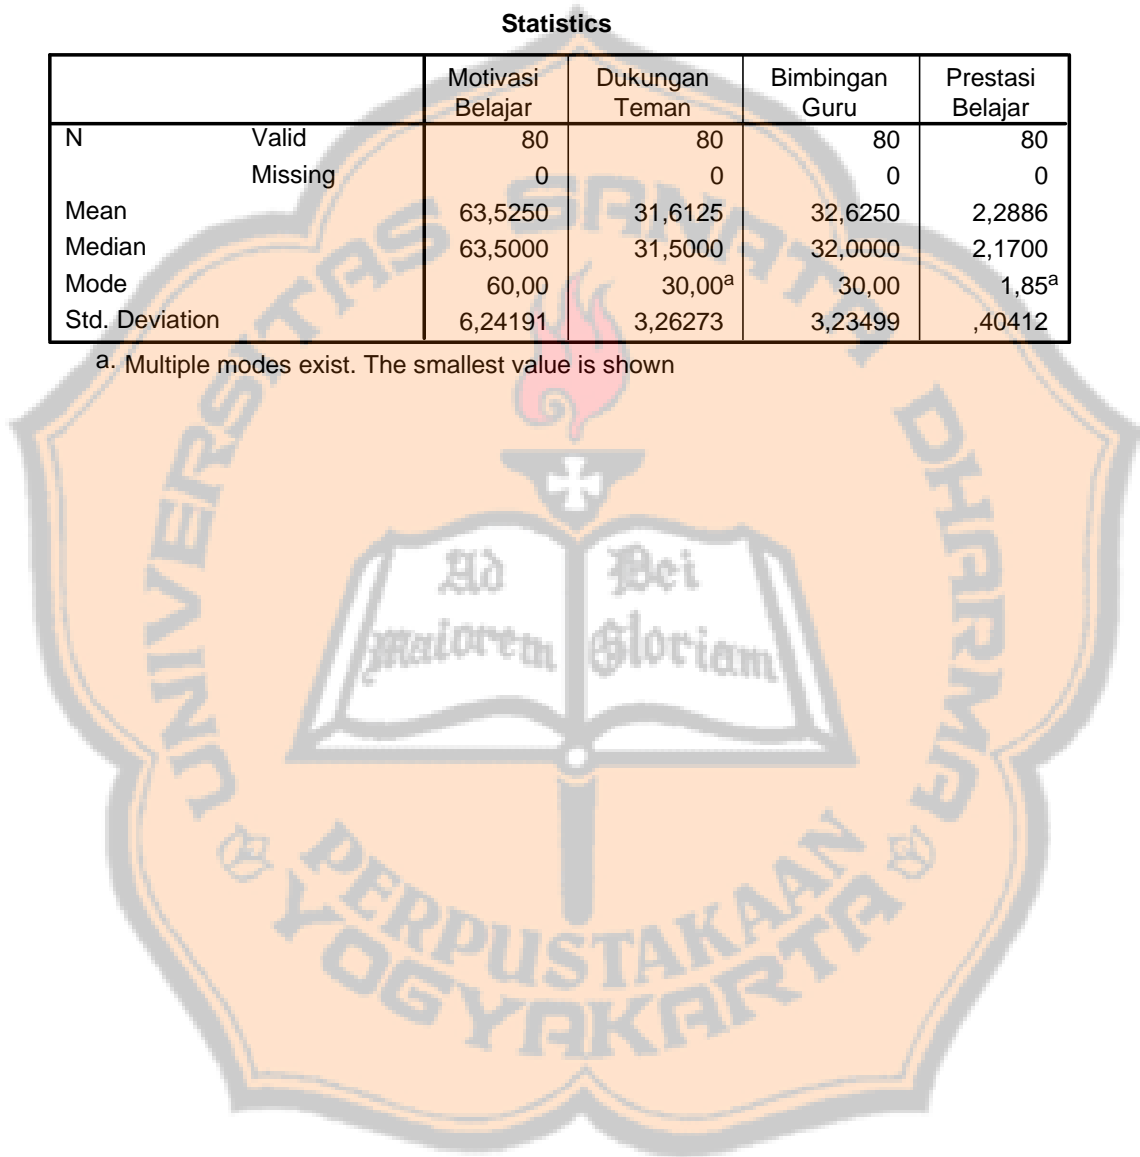 Statistics
Motivasi Belajar Dukungan Teman Bimbingan Guru Prestasi Belajar
N Valid 80 80 80 80
Missing 0 0 0 0
Mean 63,5250 31,6125 32,6250 2,2886
Median 63,5000 31,5000 32,0000 2,1700
Mode 60,00 30,00a 30,00 1,85a
Std. Deviation 6,24191 3,26273 3,23499 ,40412
a. Multiple modes exist. The smallest value is shown
UNIVERSITAS SANATA DHARMA
Ad Dei
Maiorem Gloriam
PERPUSTAKAAN
YOGYAKARTA